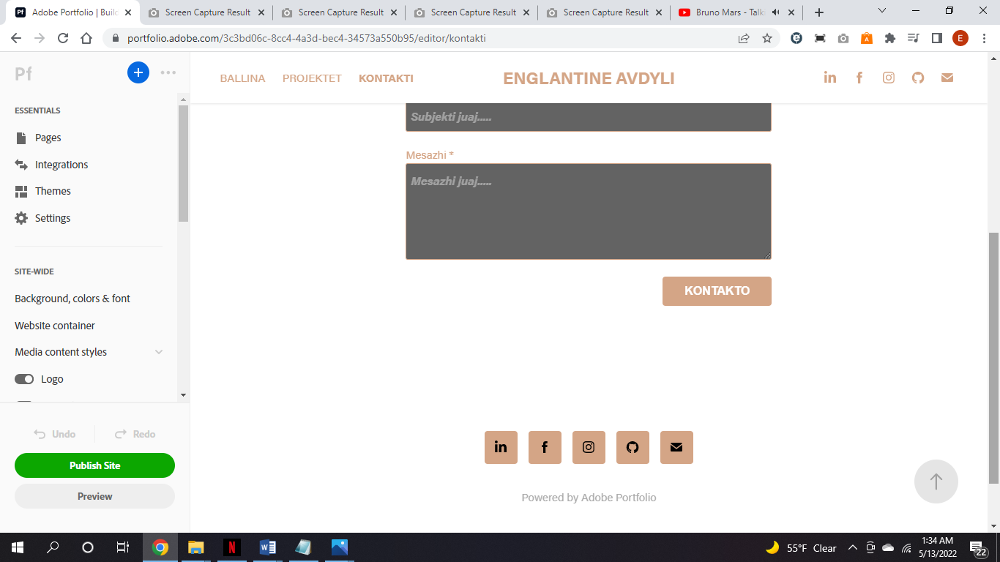 Adobe Portfolio | Build
Screen Capture Result
Screen Capture Result
Screen Capture Result
Screen Capture Result
Bruno Mars - Talki
portfolio.adobe.com/3c3bd06c-8cc4-4a3d-bec4-34573a550b95/editor/kontakti
E
Pf
ESSENTIALS
Pages
Integrations
Themes
Settings
SITE-WIDE
Background, colors & font
Website container
Media content styles
Logo
Undo
Redo
Publish Site
Preview
BALLINA PROJEKTET KONTAKTI
ENGLANTINE AVDYLI
Subjekti juaj.....
Mesazhi *
Mesazhi juaj.....
KONTAKTO
Powered by Adobe Portfolio
55°F Clear
1:34 AM
5/13/2022
22